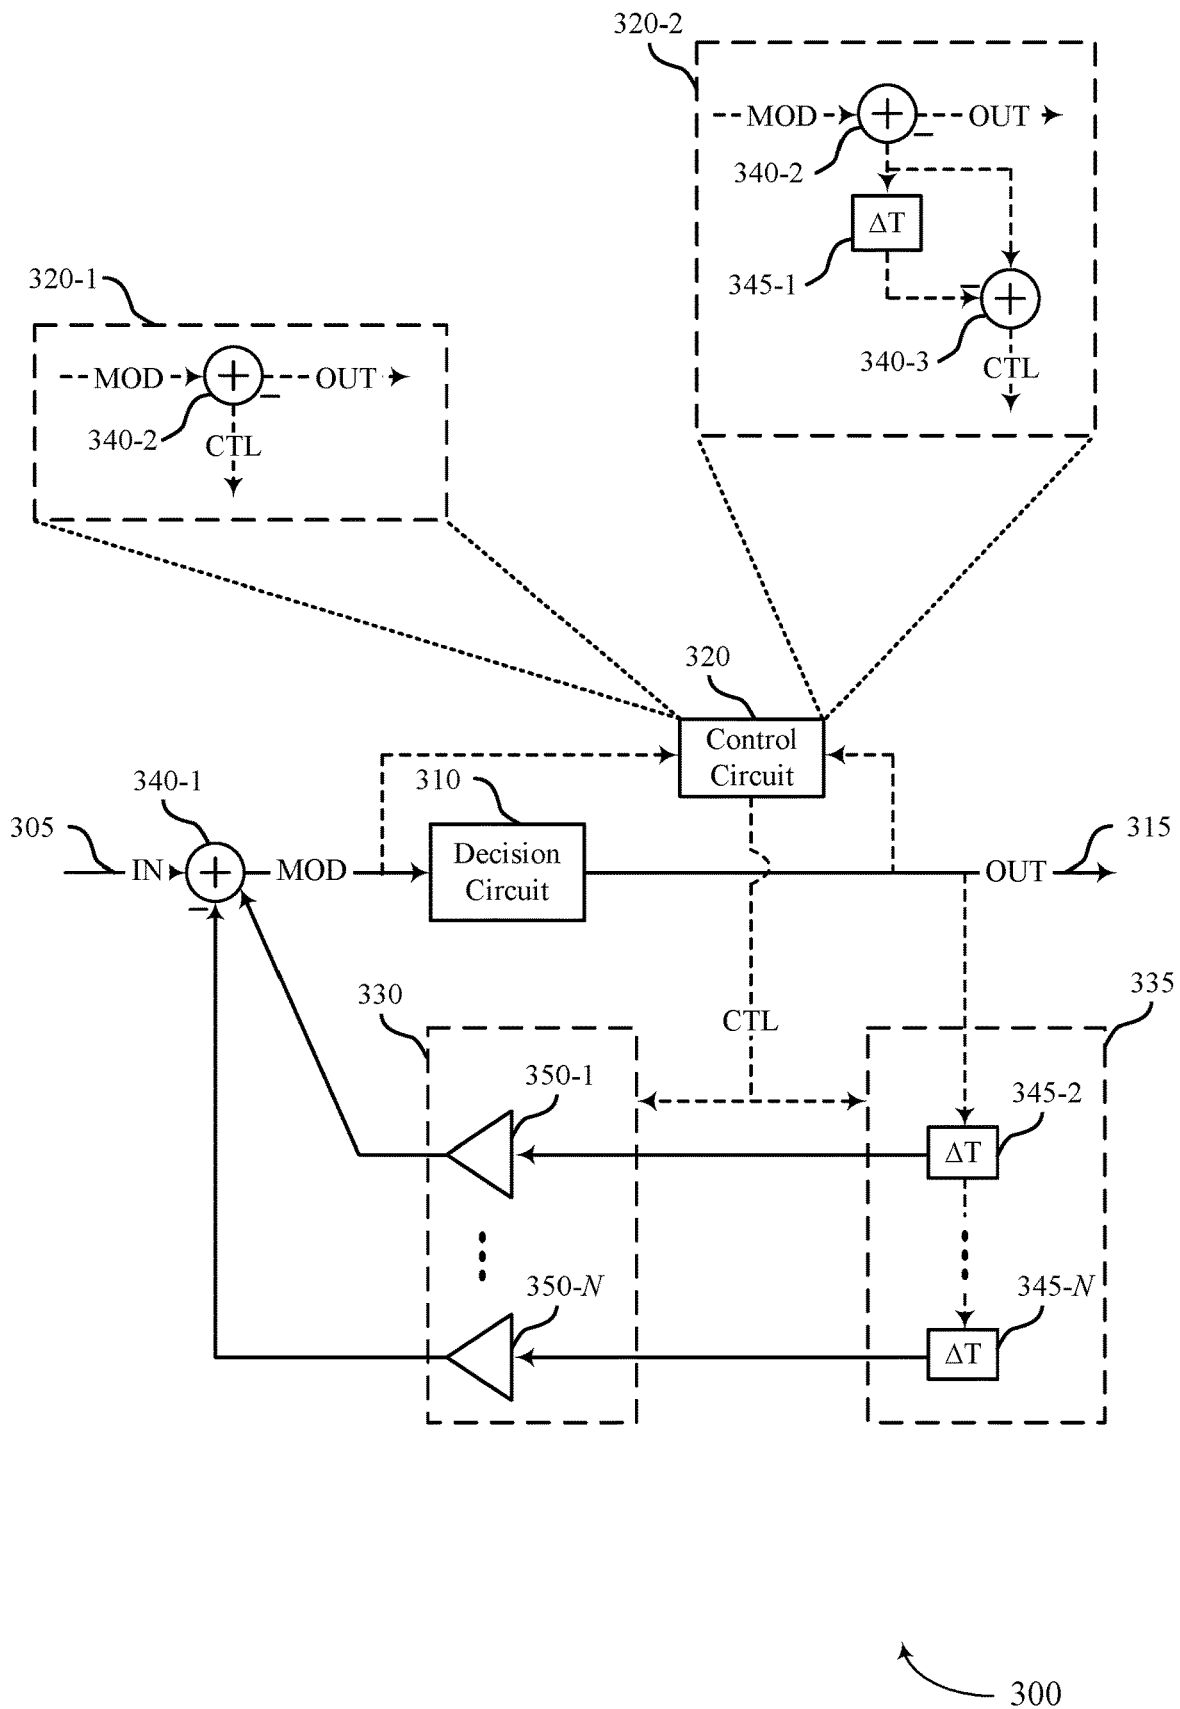 320-2
MOD
+
OUT
−
340-2
ΔT
345-1
−
+
340-3
CTL
320-1
MOD
+
OUT
−
340-2
CTL
320
Control
Circuit
340-1
310
305
IN
+
MOD
Decision
Circuit
OUT
315
−
330
CTL
335
350-1
345-2
ΔT
350-N
345-N
ΔT
300